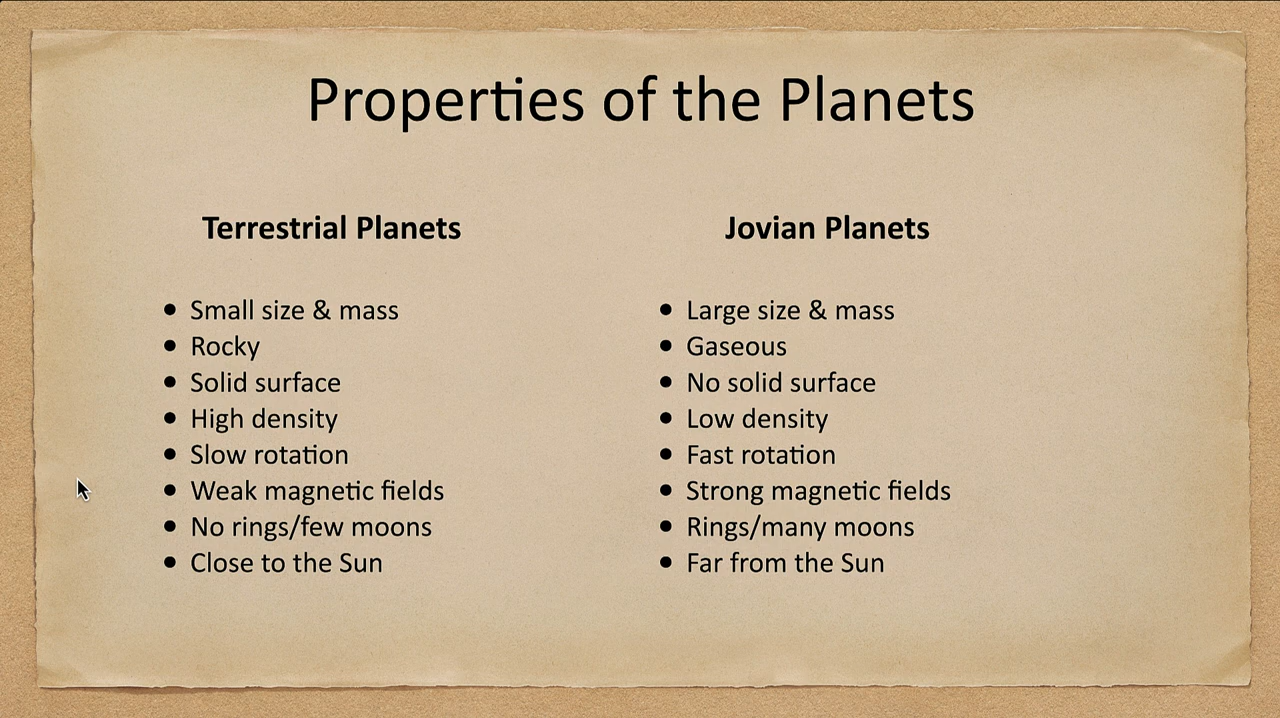 Properties of the Planets
Terrestrial Planets
• Small size & mass
• Rocky
• Solid surface
• High density
• Slow rotation
• Weak magnetic fields
• No rings/few moons
• Close to the Sun
Jovian Planets
• Large size & mass
• Gaseous
• No solid surface
• Low density
• Fast rotation
• Strong magnetic fields
• Rings/many moons
• Far from the Sun